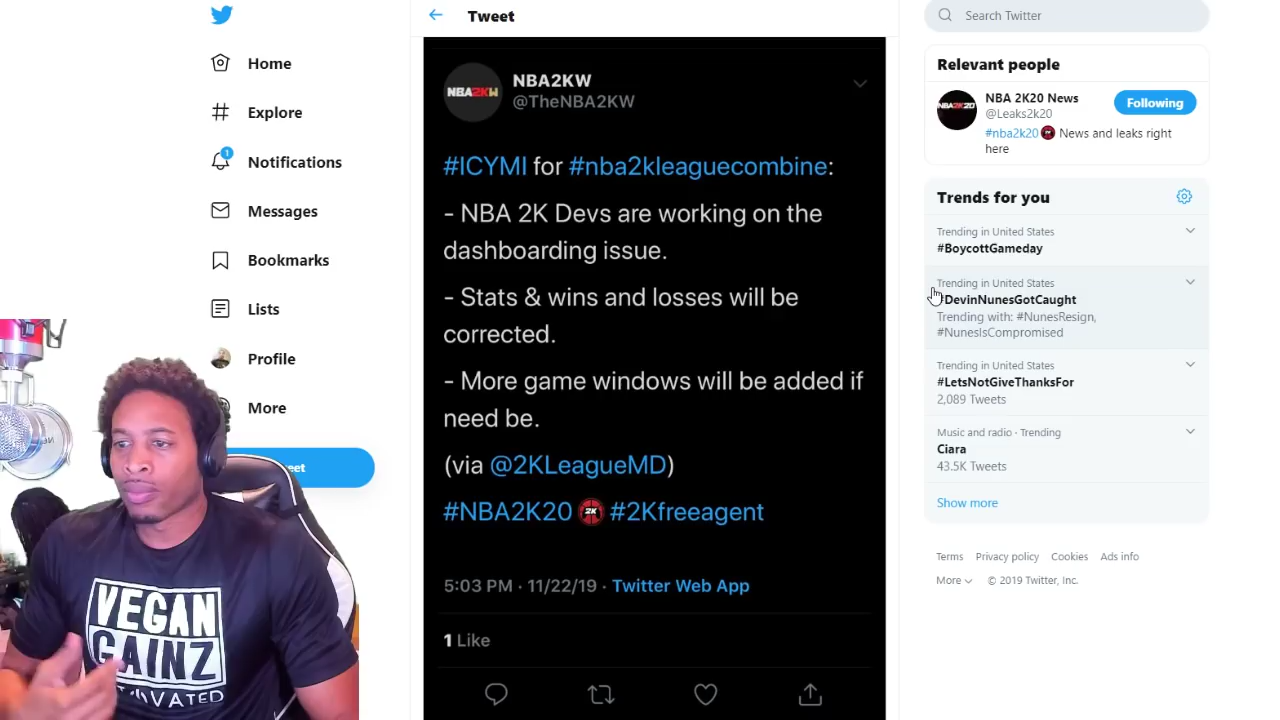 Home
Explore
1
Notifications
Messages
Bookmarks
Lists
Profile
More
Tweet
NBA2KW
NBA2KW
@TheNBA2KW
#ICYMI for #nba2kleaguecombine:
- NBA 2K Devs are working on the
dashboarding issue.
- Stats & wins and losses will be
corrected.
- More game windows will be added if
need be.
(via @2KLeagueMD)
#NBA2K20 2K #2Kfreeagent
5:03 PM · 11/22/19 · Twitter Web App
1 Like
Search Twitter
Relevant people
NBA2K20
NBA 2K20 News
@Leaks2k20
Following
#nba2k20 News and leaks right
here
Trends for you
Trending in United States
#BoycottGameday
Trending in United States
#DevinNunesGotCaught
Trending with: #NunesResign,
#NunesIsCompromised
Trending in United States
#LetsNotGiveThanksFor
2,089 Tweets
Music and radio · Trending
Ciara
43.5K Tweets
Show more
Terms Privacy policy Cookies Ads info
More © 2019 Twitter, Inc.
VEGAN
GAINZ